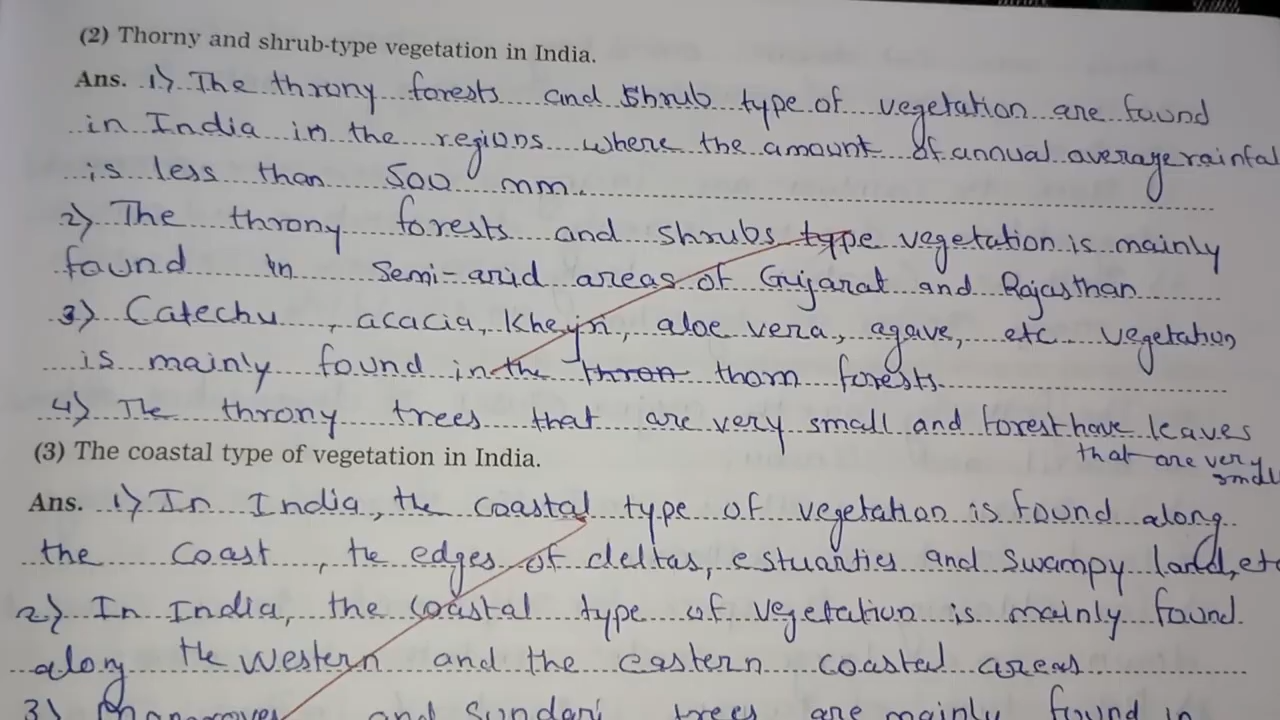 (2) Thorny and shrub-type vegetation in India.
Ans. 1) The throny forests and shrub type of vegetation are found
in India in the regions where the amount of annual average rainfal
is less than 500 mm.
2) The throny forests and shrubs type vegetation is mainly
found in semi-arid areas of Gujarat and Rajasthan
3) Catechu, acacia, Khejri, aloe vera, agave, etc vegetation
is mainly found in the thron thorn forests.
4) The throny trees that are very small and forest have leaves
that are very
small
(3) The coastal type of vegetation in India.
Ans. 1) In India, the coastal type of vegetation is found along
the coast, the edges of deltas, estuarties and swampy land, etc
2) In India, the coastal type of vegetation is mainly found
along the western and the eastern coastal areas
3) Mangroves and Sundari trees are mainly found in